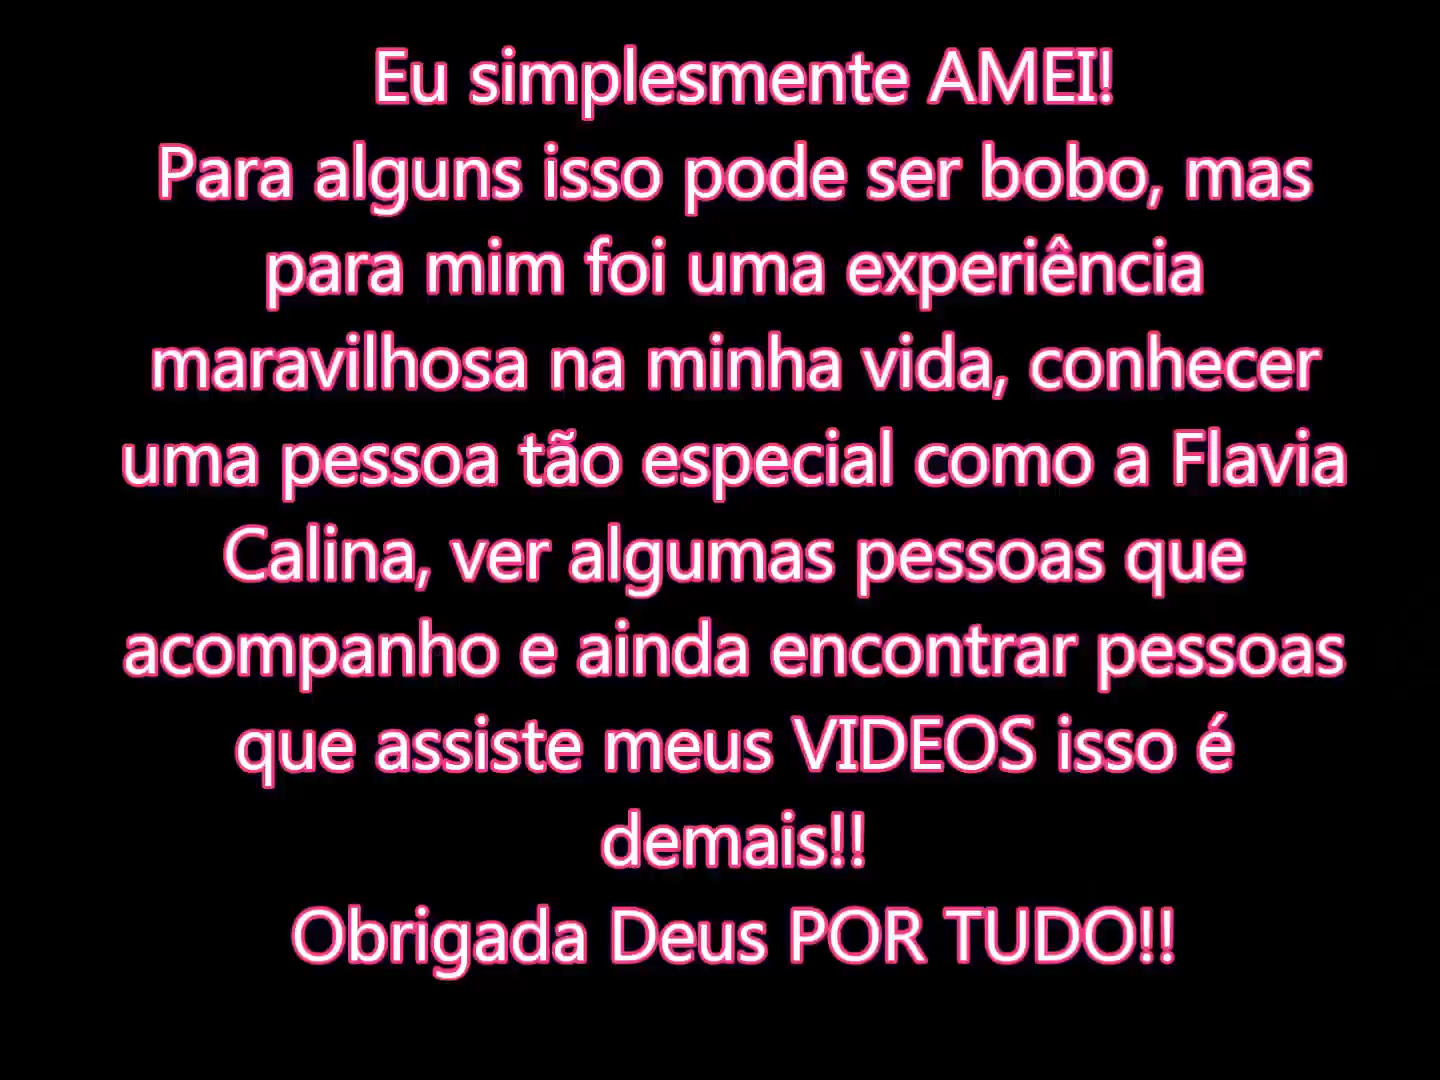 Eu simplesmente AMEI!
Para alguns isso pode ser bobo, mas
para mim foi uma experiência
maravilhosa na minha vida, conhecer
uma pessoa tão especial como a Flavia
Calina, ver algumas pessoas que
acompanho e ainda encontrar pessoas
que assiste meus VIDEOS isso é
demais!!
Obrigada Deus POR TUDO!!